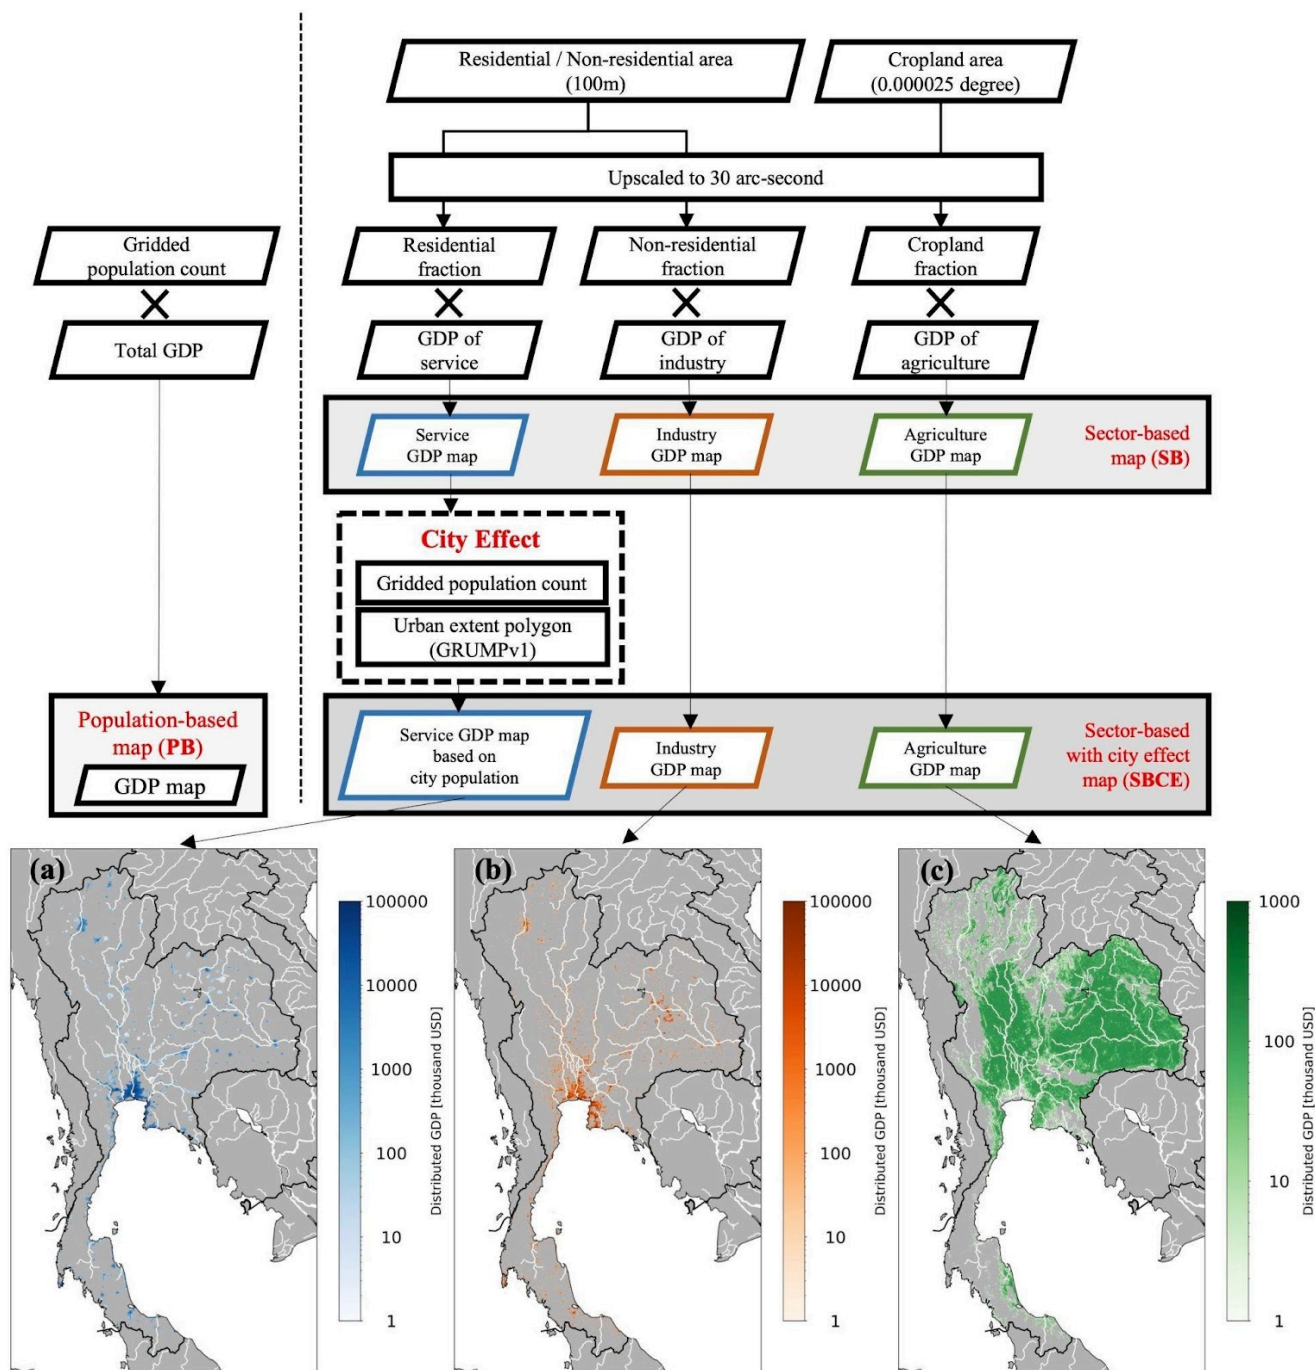 Residential / Non-residential area
(100m)
Cropland area
(0.000025 degree)
Upscaled to 30 arc-second
Gridded
population count
Residential
fraction
Non-residential
fraction
Cropland
fraction
Total GDP
GDP of
service
GDP of
industry
GDP of
agriculture
Service
GDP map
Industry
GDP map
Agriculture
GDP map
Sector-based
map (SB)
City Effect
Gridded population count
Urban extent polygon
(GRUMPv1)
Population-based
map (PB)
GDP map
Service GDP map
based on
city population
Industry
GDP map
Agriculture
GDP map
Sector-based
with city effect
map (SBCE)
(a)
100000
10000
1000
100
10
1
Distributed GDP [thousand USD]
(b)
100000
10000
1000
100
10
1
Distributed GDP [thousand USD]
(c)
1000
100
10
1
Distributed GDP [thousand USD]